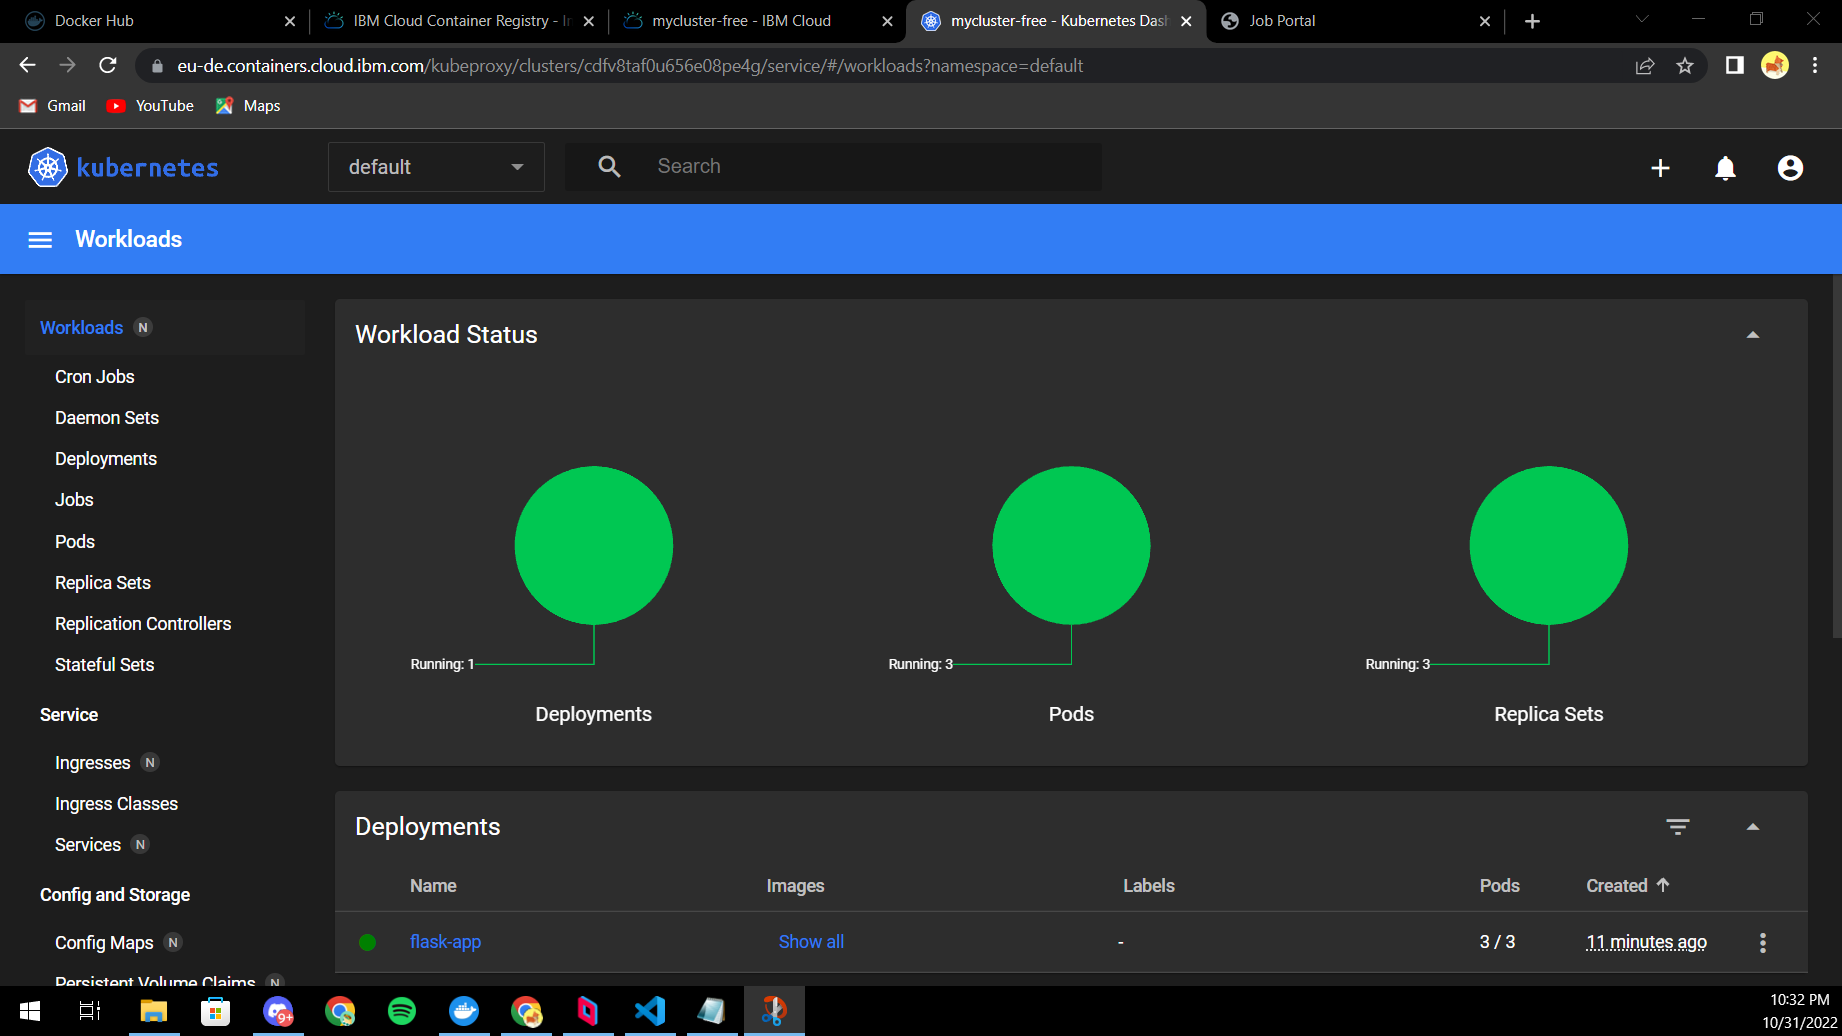 Docker Hub
IBM Cloud Container Registry - I
mycluster-free - IBM Cloud
mycluster-free - Kubernetes Dash
Job Portal
eu-de.containers.cloud.ibm.com/kubeproxy/clusters/cdfv8taf0u656e08pe4g/service/#/workloads?namespace=default
Gmail
YouTube
Maps
kubernetes
default
Search
Workloads
Workloads N
Cron Jobs
Daemon Sets
Deployments
Jobs
Pods
Replica Sets
Replication Controllers
Stateful Sets
Service
Ingresses N
Ingress Classes
Services N
Config and Storage
Config Maps N
Persistent Volume Claims N
Workload Status
Running: 1
Deployments
Running: 3
Pods
Running: 3
Replica Sets
Deployments
Name Images Labels Pods Created
flask-app Show all - 3 / 3 11 minutes ago
9+
10:32 PM
10/31/2022